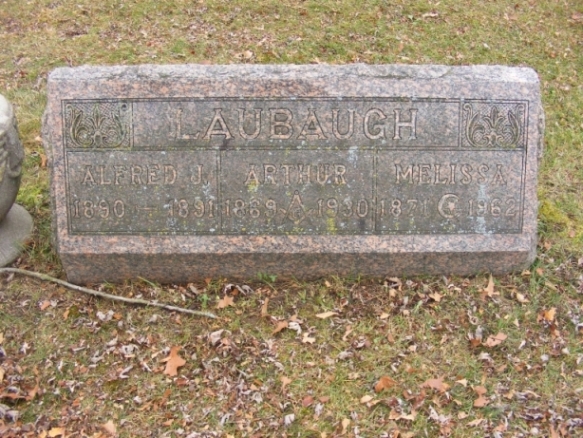 LAUBAUGH
ALFRED J. ARTHUR MELISSA
1890 — 1891 1869 A 1930 1871 C 1962